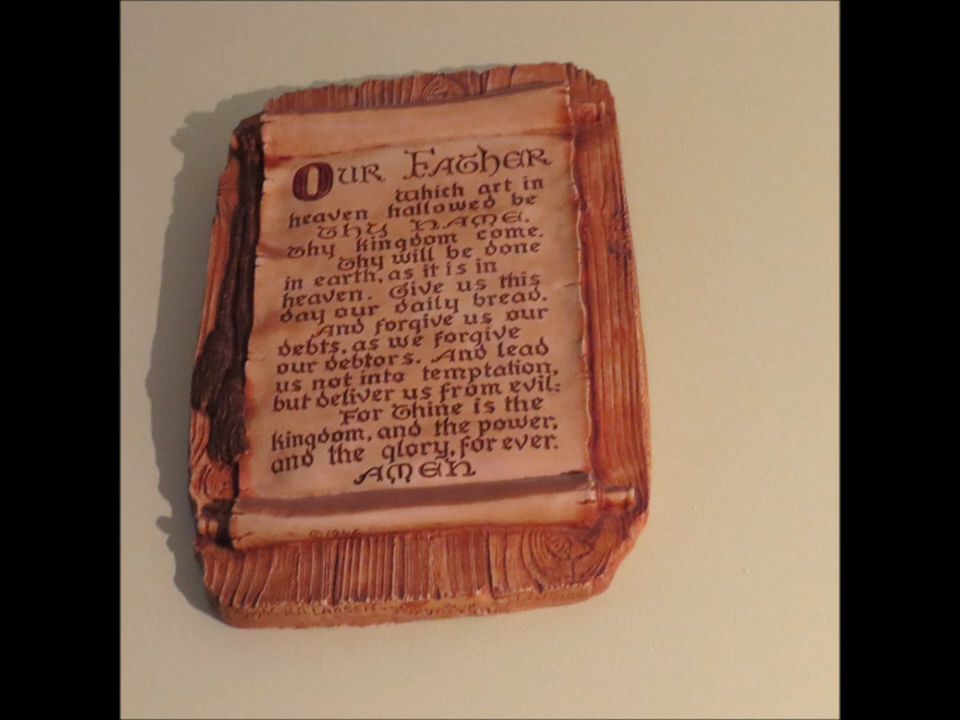 OUR FATHER
Which art in
heaven hallowed be
THY NAME.
Thy kingdom come.
Thy will be done
in earth, as it is in
heaven. Give us this
day our daily bread.
And forgive us our
debts, as we forgive
our debtors. And lead
us not into temptation,
but deliver us from evil:
For Thine is the
kingdom, and the power,
and the glory, for ever.
AMEN